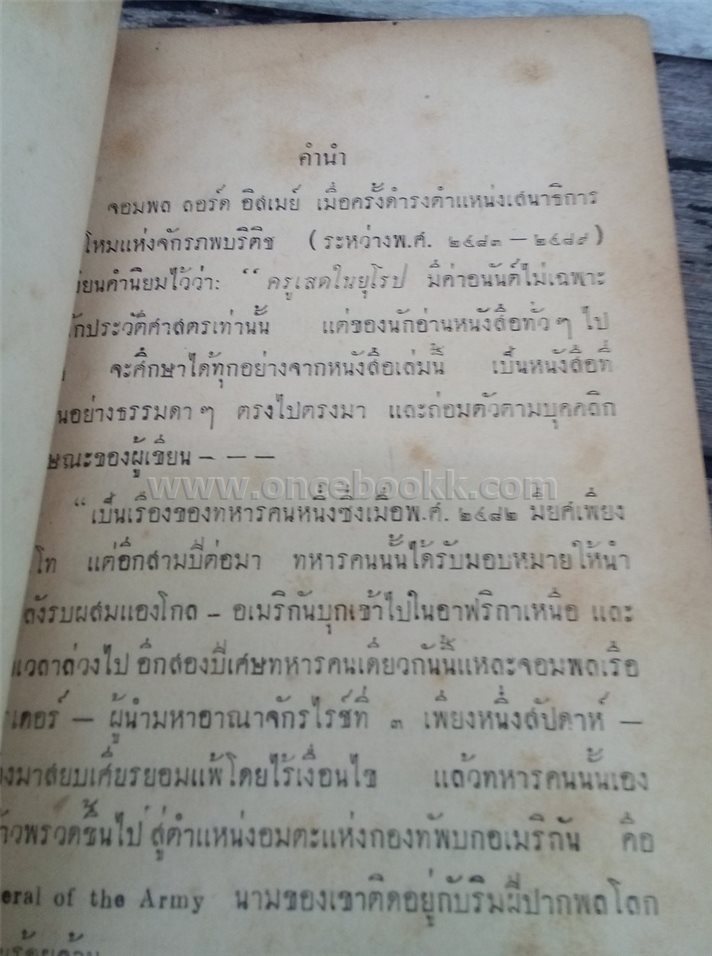 คำนำ
จอมพล ลอร์ด อิสเมย์ เมื่อครั้งดำรงตำแหน่งเสนาธิการ
โหมแห่งจักรภพบริติช (ระหว่างพ.ศ. ๒๔๘๓ — ๒๔๘๙)
ขียนคำนิยมไว้ว่า: “ครูเสดในยุโรป มีค่าอนันต์ไม่เฉพาะ
กประวัติศาสตรเท่านั้น แต่ของนักอ่านหนังสือทั่วๆ ไป
จะศึกษาได้ทุกอย่างจากหนังสือเล่มนี้ เป็นหนังสือที่
นอย่างธรรมดาๆ ตรงไปตรงมา และถ่อมตัวตามบุคคลิก
ษณะของผู้เขียน — — —
www.oncebookk.com
“เป็นเรื่องของทหารคนหนึ่งซึ่งเมื่อพ.ศ. ๒๔๘๒ มียศเพียง
โท แต่อีกสามปีต่อมา ทหารคนนั้นได้รับมอบหมายให้นำ
ลังรบผสมแองโกล – อเมริกันบุกเข้าไปในอาฟริกาเหนือ และ
เวลาล่วงไป อีกสองปีเศษทหารคนเดียวกันนี้แหละจอมพลเรือ
เดอร์ — ผู้นำมหาอาณาจักรไรช์ที่ ๓ เพียงหนึ่งสัปดาห์ —
งมาสยบเศียรยอมแพ้โดยไร้เงื่อนไข แล้วทหารคนนั้นเอง
้าวพรวดขึ้นไป สู่ตำแหน่งอมตะแห่งกองทัพบกอเมริกัน คือ
eral of the Army นามของเขาติดอยู่กับริมฝีปากพลโลก